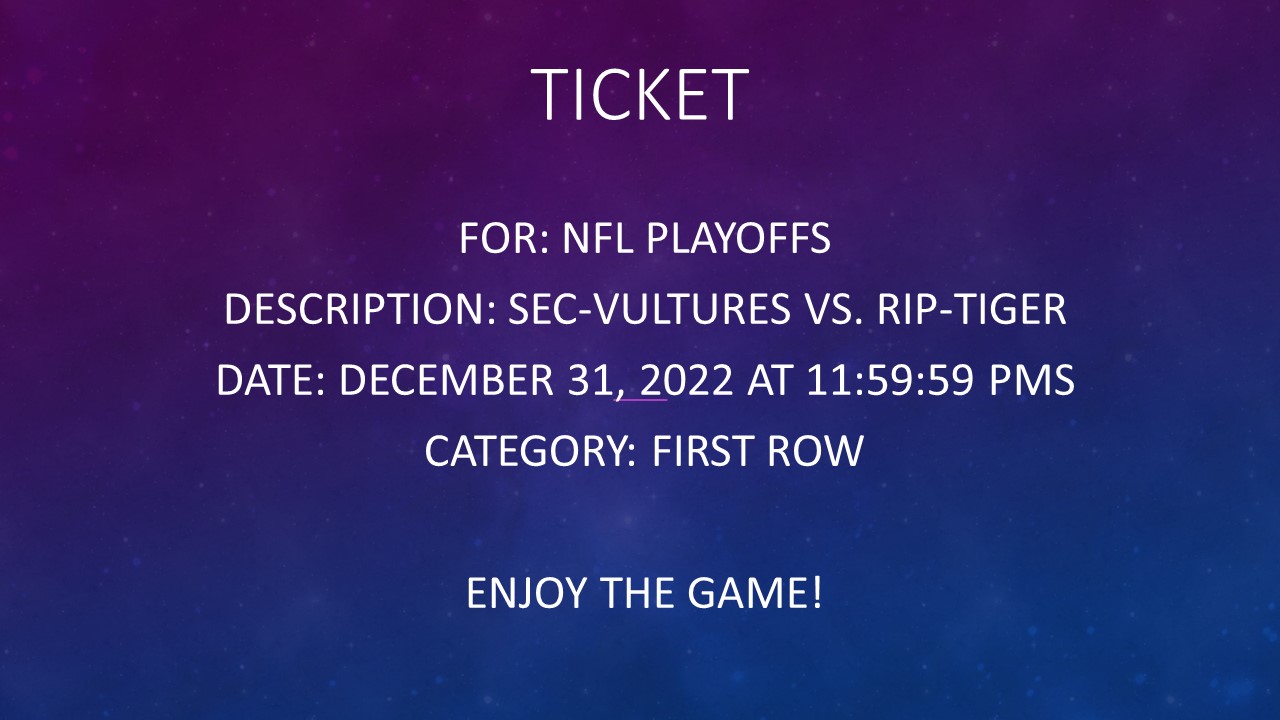 TICKET
FOR: NFL PLAYOFFS
DESCRIPTION: SEC-VULTURES VS. RIP-TIGER
DATE: DECEMBER 31, 2022 AT 11:59:59 PMS
CATEGORY: FIRST ROW
ENJOY THE GAME!